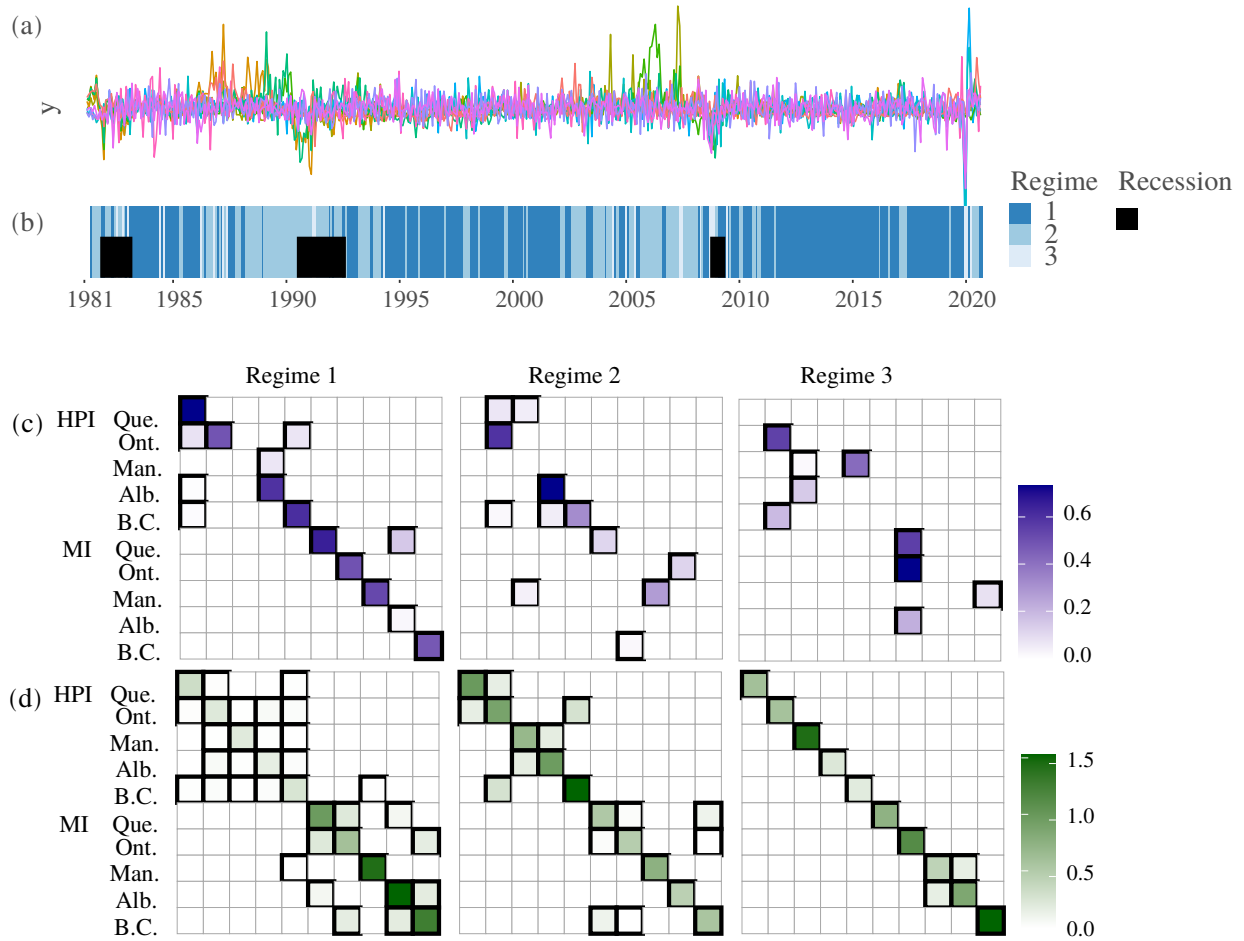 (a)
y
Regime Recession
1
2
3
(b)
1981 1985 1990 1995 2000 2005 2010 2015 2020
Regime 1 Regime 2 Regime 3
(c) HPI Que.
Ont.
Man.
Alb.
B.C.
MI Que.
Ont.
Man.
Alb.
B.C.
0.6
0.4
0.2
0.0
(d) HPI Que.
Ont.
Man.
Alb.
B.C.
MI Que.
Ont.
Man.
Alb.
B.C.
1.5
1.0
0.5
0.0